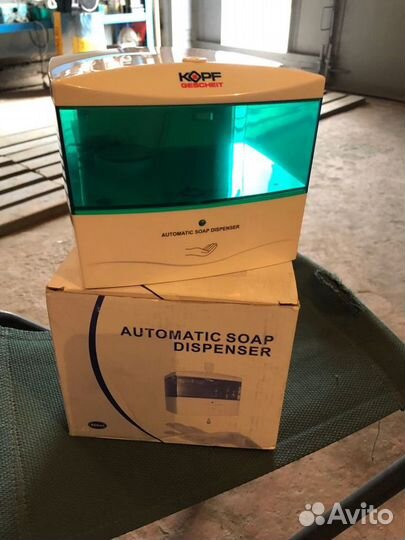 KOPF
GESCHEIT
AUTOMATIC SOAP DISPENSER
AUTOMATIC SOAP
DISPENSER
Avito